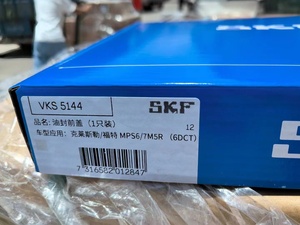 VKS 5144
SKF
品名: 油封前盖（1只装）
12
车型应用: 克莱斯勒/福特 MPS6/7M5R （6DCT）
7 316582 012847